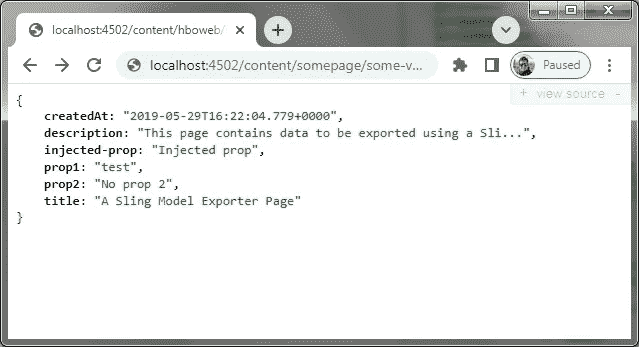 localhost:4502/content/hboweb/
localhost:4502/content/somepage/some-v...
Paused
+ view source -
{
createdAt: "2019-05-29T16:22:04.779+0000",
description: "This page contains data to be exported using a Sli...",
injected-prop: "Injected prop",
prop1: "test",
prop2: "No prop 2",
title: "A Sling Model Exporter Page"
}